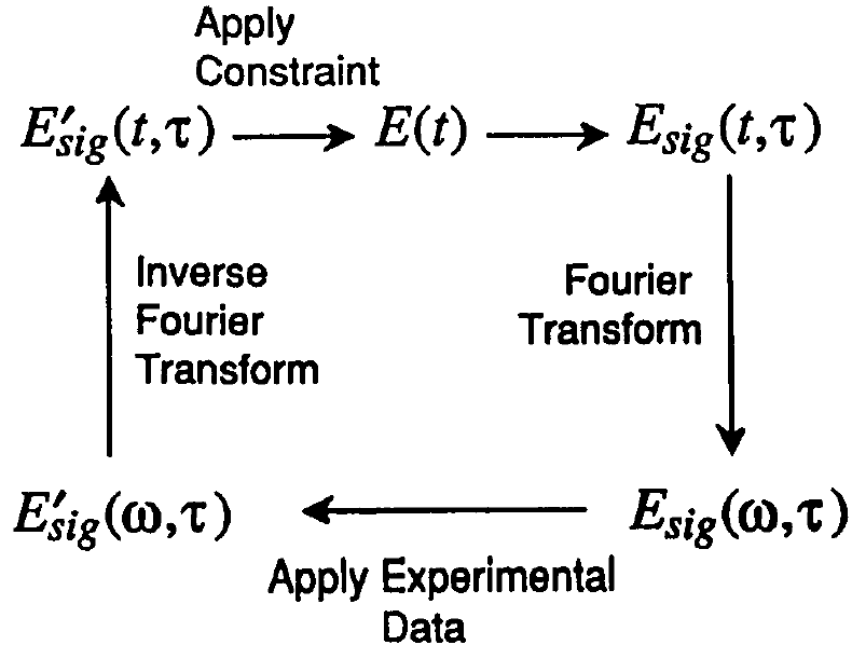 Apply
Constraint
E′sig(t,τ) → E(t) → Esig(t,τ)
Inverse
Fourier
Transform
Fourier
Transform
E′sig(ω,τ) ← Esig(ω,τ)
Apply Experimental
Data